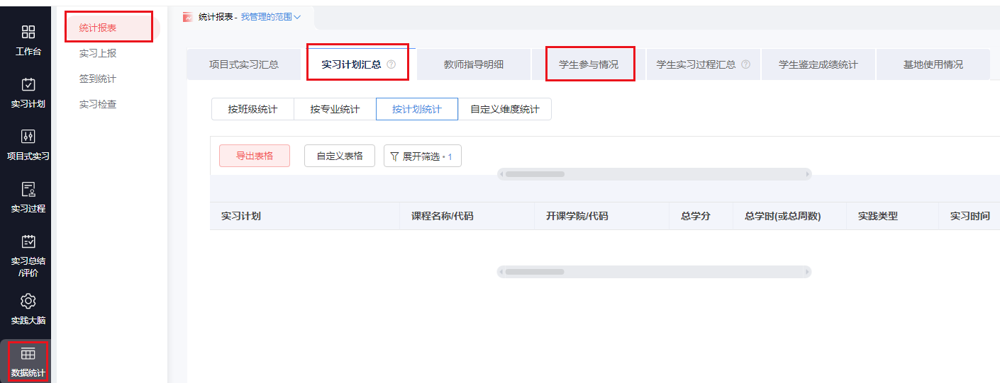 工作台
实习计划
项目式实习
实习过程
实习总结
/评价
实践大脑
数据统计
统计报表
实习上报
签到统计
实习检查
统计报表 - 我管理的范围
项目式实习汇总 实习计划汇总 ? 教师指导明细 学生参与情况 学生实习过程汇总 ? 学生鉴定成绩统计 基地使用情况
按班级统计 按专业统计 按计划统计 自定义维度统计
导出表格 自定义表格 展开筛选 • 1
实习计划 课程名称/代码 开课学院/代码 总学分 总学时(或总周数) 实践类型 实习时间